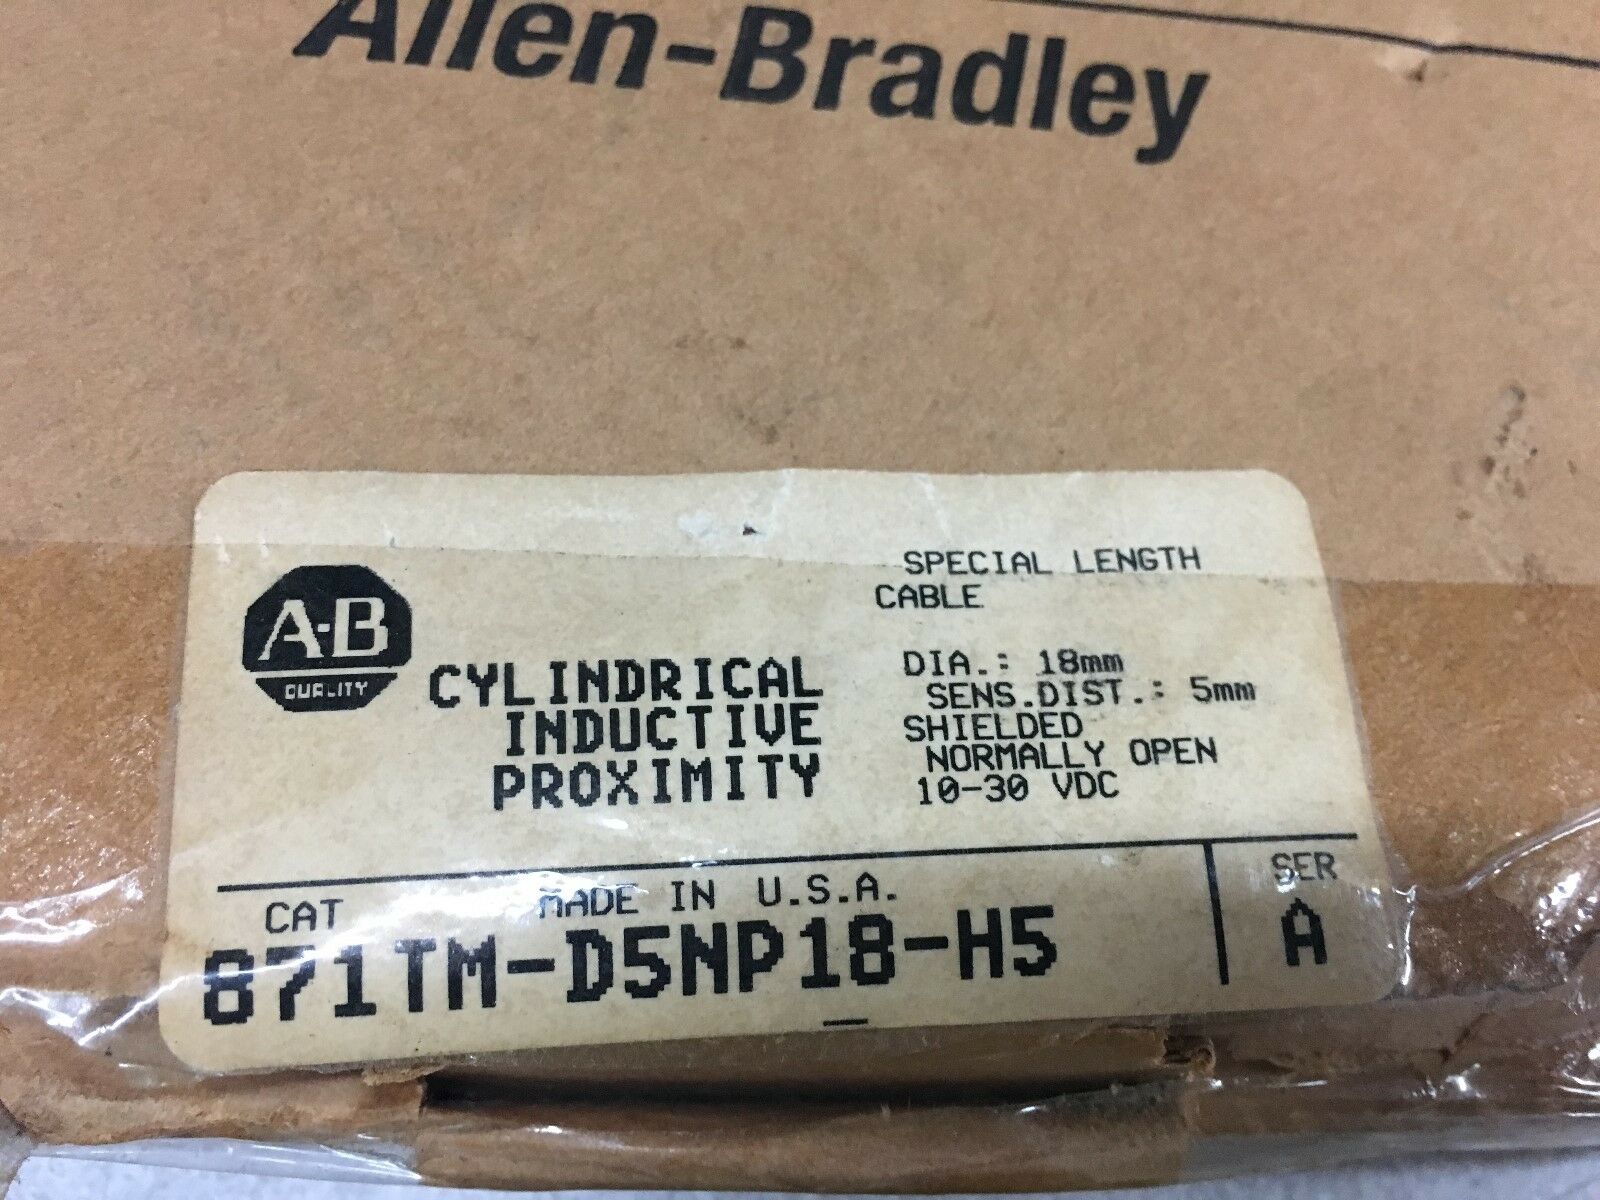 Allen-Bradley
A-B
QUALITY
CYLINDRICAL
INDUCTIVE
PROXIMITY
SPECIAL LENGTH
CABLE
DIA.: 18mm
SENS.DIST.: 5mm
SHIELDED
NORMALLY OPEN
10-30 VDC
CAT MADE IN U.S.A.
871TM-D5NP18-H5
SER
A